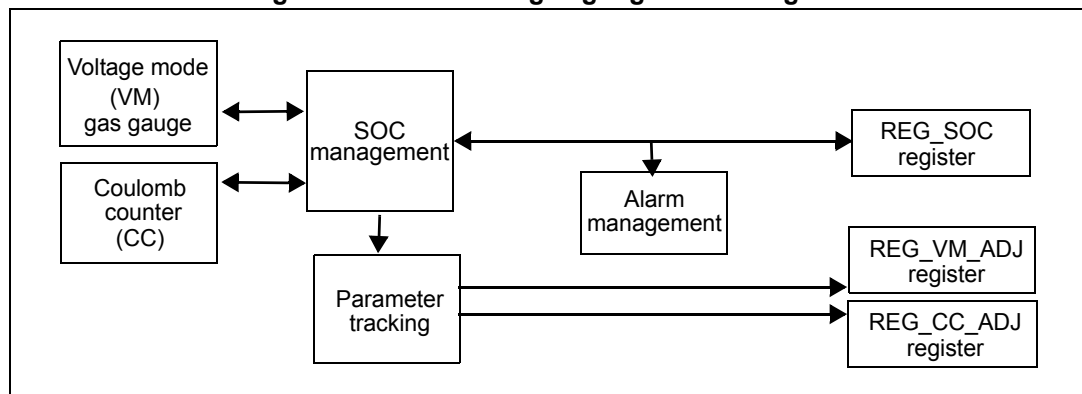 Voltage mode
(VM)
gas gauge
Coulomb
counter
(CC)
SOC
management
Parameter
tracking
Alarm
management
REG_SOC
register
REG_VM_ADJ
register
REG_CC_ADJ
register